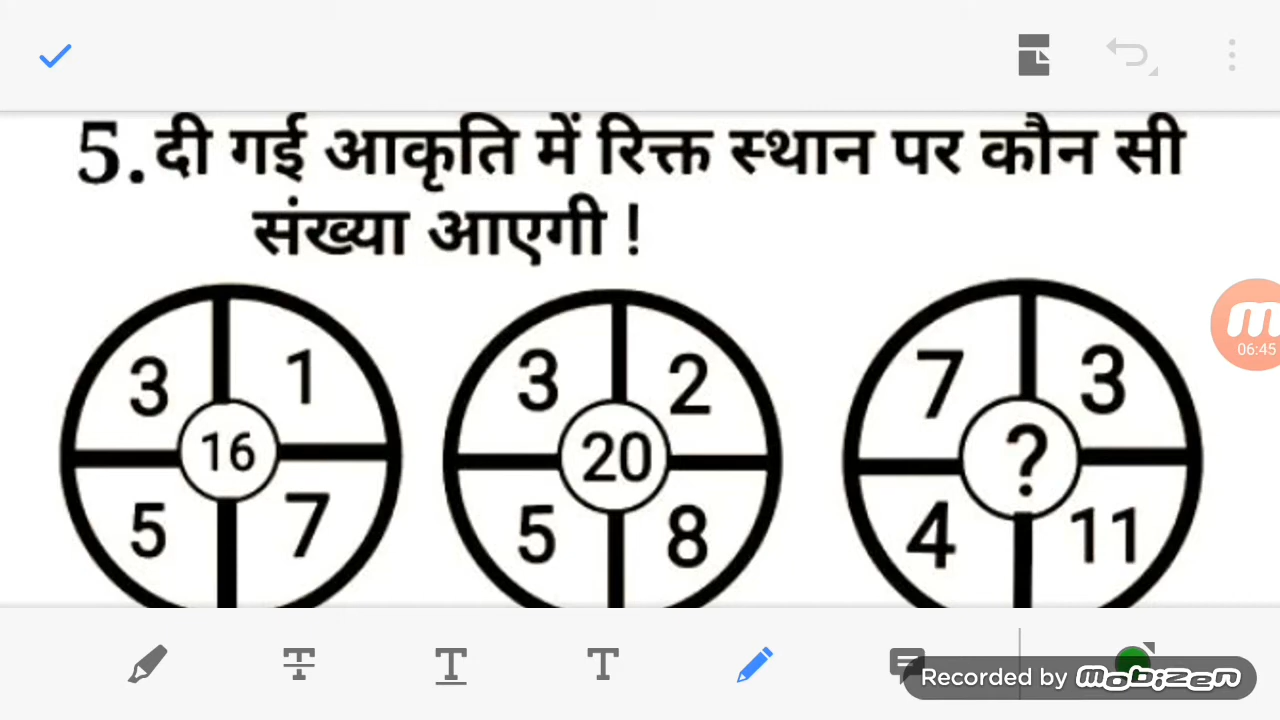 5. दी गई आकृति में रिक्त स्थान पर कौन सी
संख्या आएगी !
3 1 16 5 7
3 2 20 5 8
7 3 ? 4 11
06:45
T T T
Recorded by mobizen